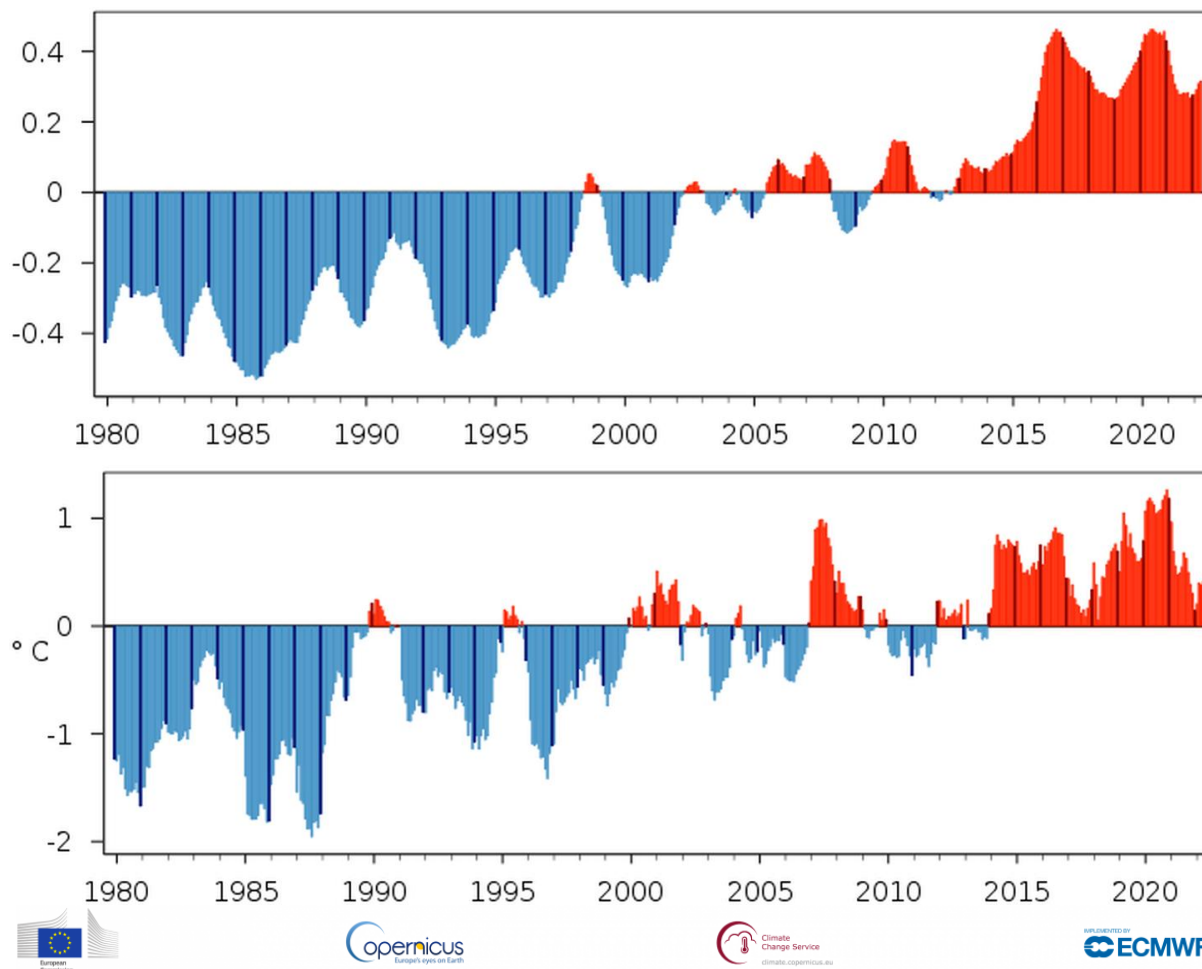 0.4
0.2
0
-0.2
-0.4
1980 1985 1990 1995 2000 2005 2010 2015 2020
1
0
° C
-1
-2
1980 1985 1990 1995 2000 2005 2010 2015 2020
European
opernicus
Europe's eyes on Earth
Climate
Change Service
climate.copernicus.eu
IMPLEMENTED BY
ECMWF